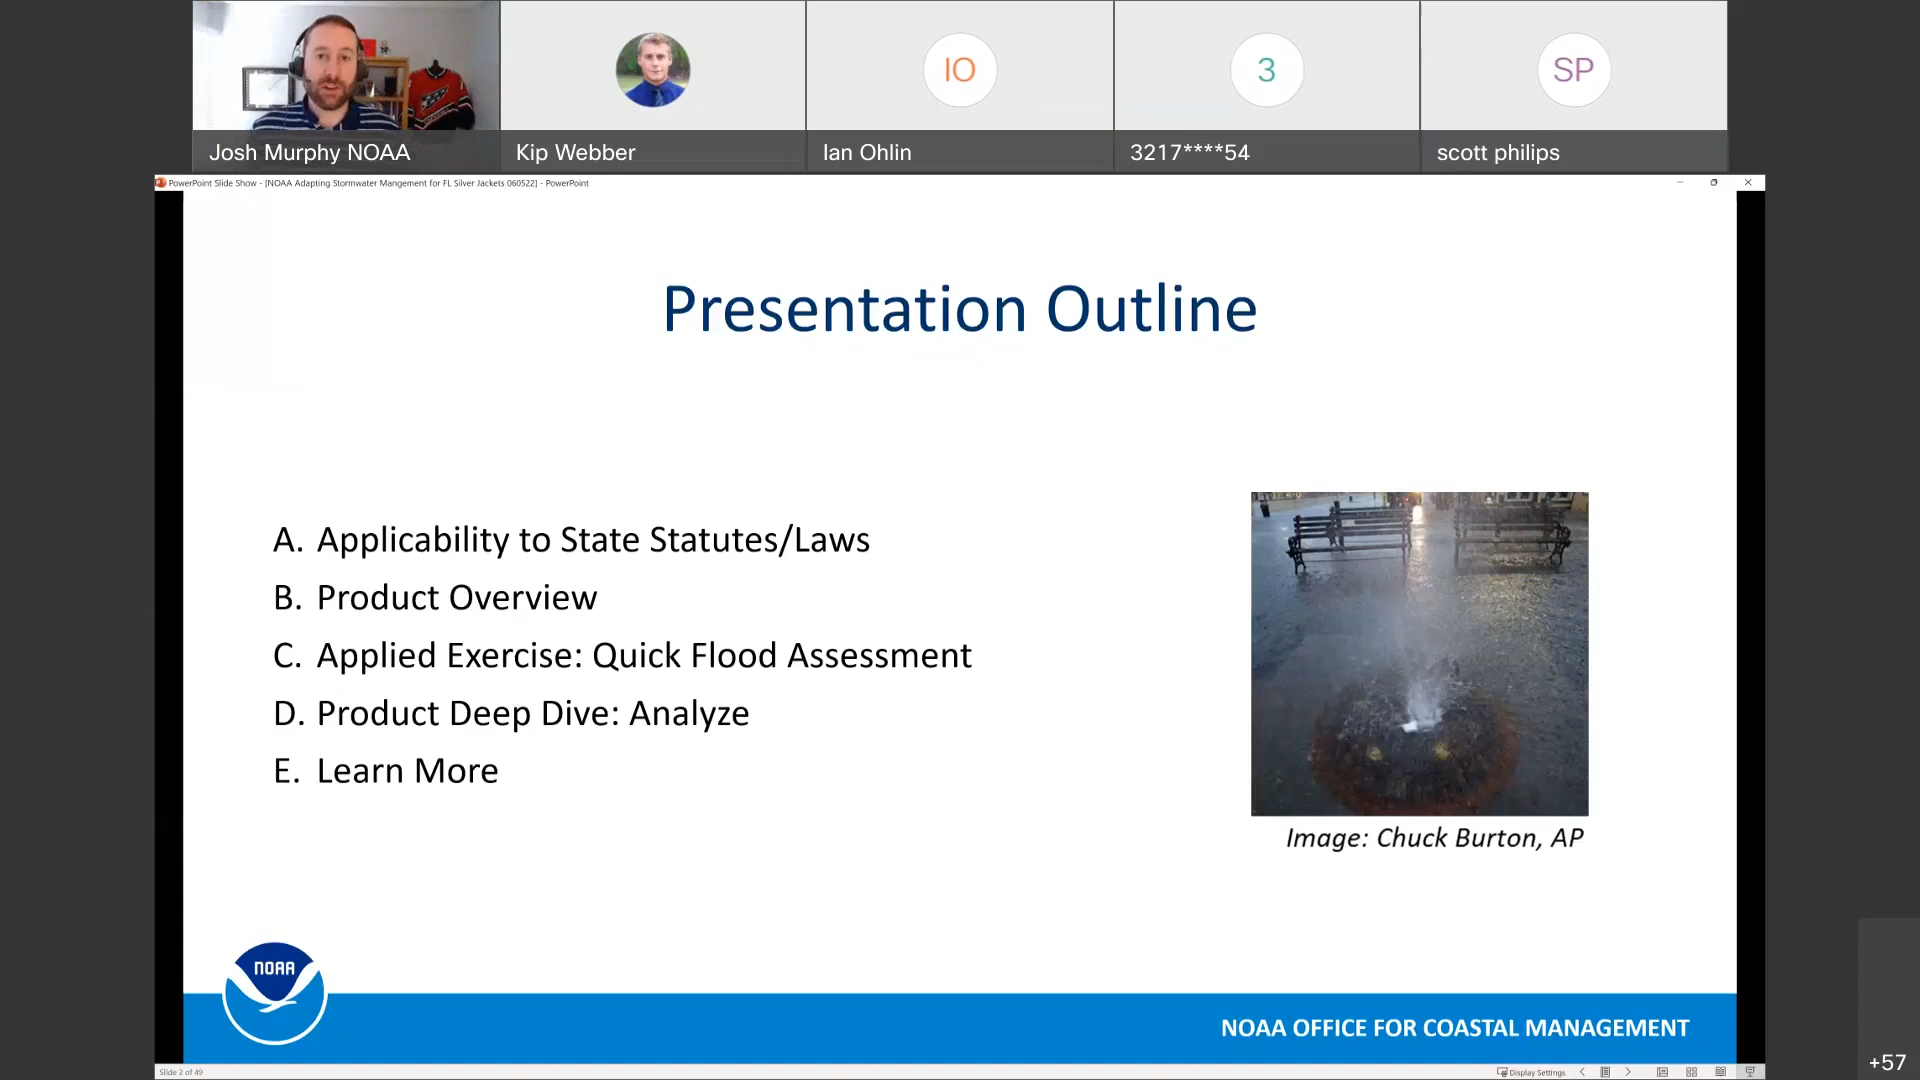 IO
3
SP
Josh Murphy NOAA
Kip Webber
Ian Ohlin
3217****54
scott philips
PowerPoint Slide Show - [NOAA Adapting Stormwater Mangement for FL Silver Jackets 060522] - PowerPoint
Presentation Outline
A. Applicability to State Statutes/Laws
B. Product Overview
C. Applied Exercise: Quick Flood Assessment
D. Product Deep Dive: Analyze
E. Learn More
Image: Chuck Burton, AP
NOAA
NOAA OFFICE FOR COASTAL MANAGEMENT
Slide 2 of 49
Display Settings
+57